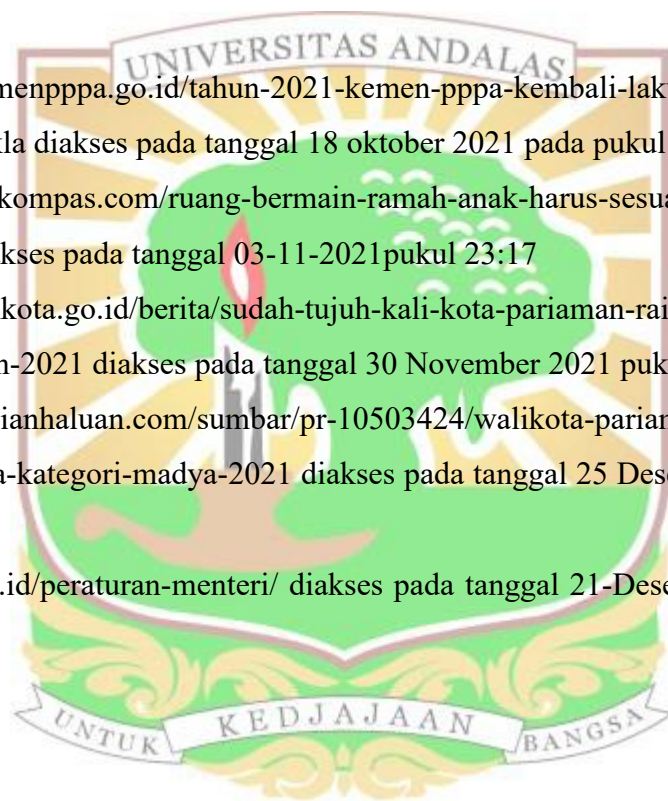 UNIVERSITAS ANDALAS
menpppa.go.id/tahun-2021-kemen-pppa-kembali-lak
kla diakses pada tanggal 18 oktober 2021 pada pukul
kompas.com/ruang-bermain-ramah-anak-harus-sesua
kses pada tanggal 03-11-2021pukul 23:17
kota.go.id/berita/sudah-tujuh-kali-kota-pariaman-rai
n-2021 diakses pada tanggal 30 November 2021 puk
ianhaluan.com/sumbar/pr-10503424/walikota-pariam
a-kategori-madya-2021 diakses pada tanggal 25 Dese
.id/peraturan-menteri/ diakses pada tanggal 21-Dese
UNTUK KEDJAJAAN BANGSA